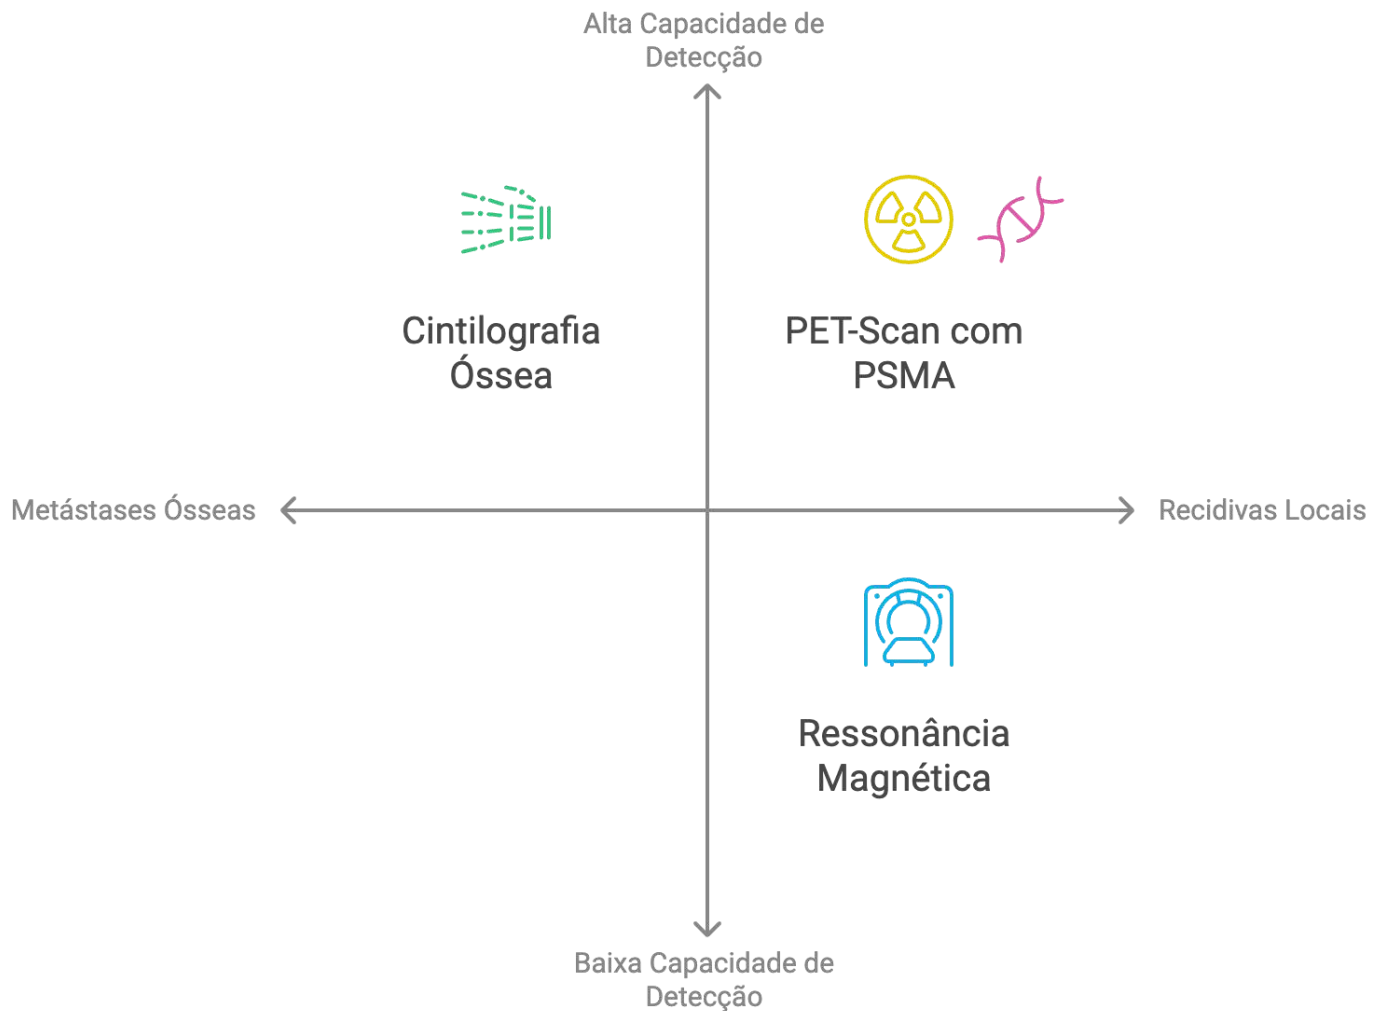 Alta Capacidade de
Detecção
Cintilografia
Óssea
PET-Scan com
PSMA
Metástases Ósseas
Recidivas Locais
Ressonância
Magnética
Baixa Capacidade de
Detecção